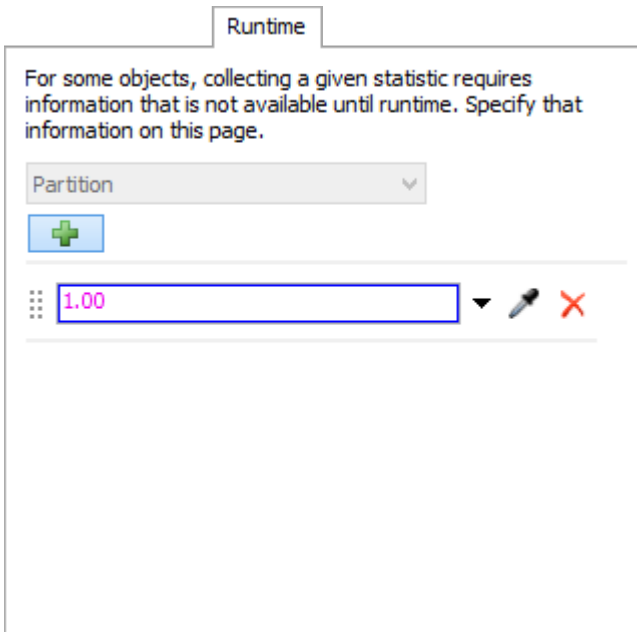 Runtime
For some objects, collecting a given statistic requires
information that is not available until runtime. Specify that
information on this page.
Partition
1.00